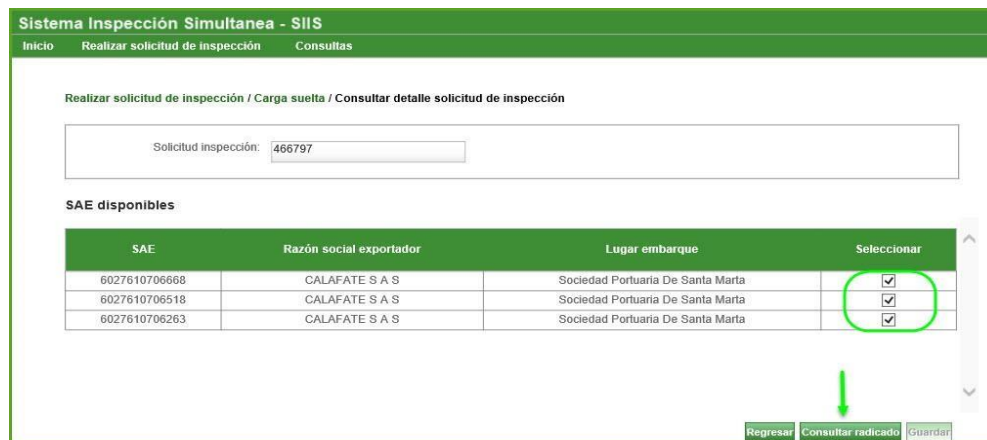 Sistema Inspección Simultanea - SIIS
Inicio Realizar solicitud de inspección Consultas
Realizar solicitud de inspección / Carga suelta / Consultar detalle solicitud de inspección
Solicitud inspección: 466797
SAE disponibles
SAE Razón social exportador Lugar embarque Seleccionar
6027610706668 CALAFATE S A S Sociedad Portuaria De Santa Marta
6027610706518 CALAFATE S A S Sociedad Portuaria De Santa Marta
6027610706263 CALAFATE S A S Sociedad Portuaria De Santa Marta
Regresar Consultar radicado Guardar